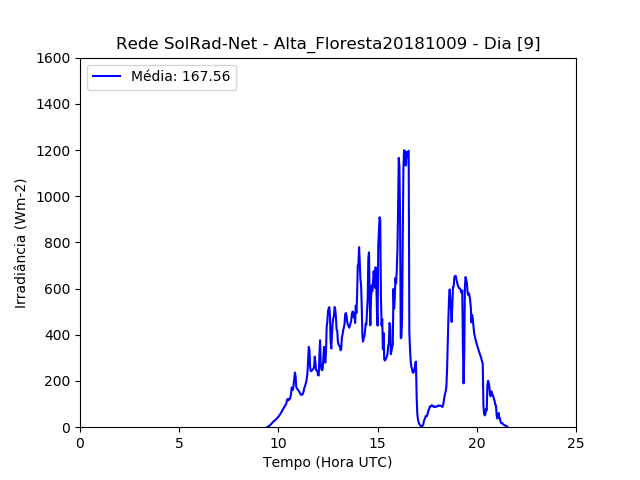 Rede SolRad-Net - Alta_Floresta20181009 - Dia [9]
Média: 167.56
1600
1400
1200
1000
800
600
400
200
0
Irradiância (Wm-2)
0 5 10 15 20 25
Tempo (Hora UTC)